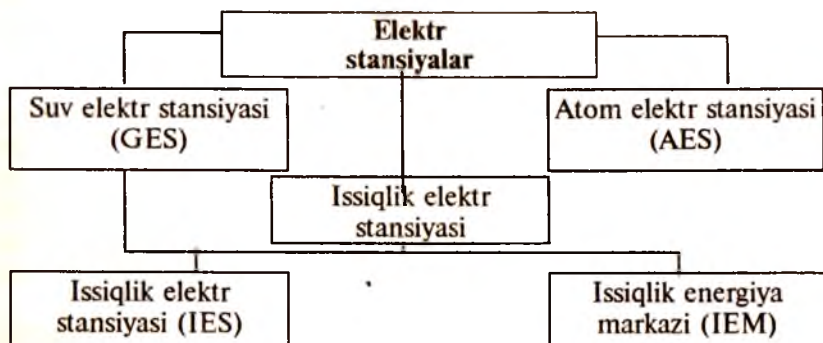 Elektr
stansiyalar
Suv elektr stansiyasi
(GES)
Atom elektr stansiyasi
(AES)
Issiqlik elektr
stansiyasi
Issiqlik elektr
stansiyasi (IES)
Issiqlik energiya
markazi (IEM)